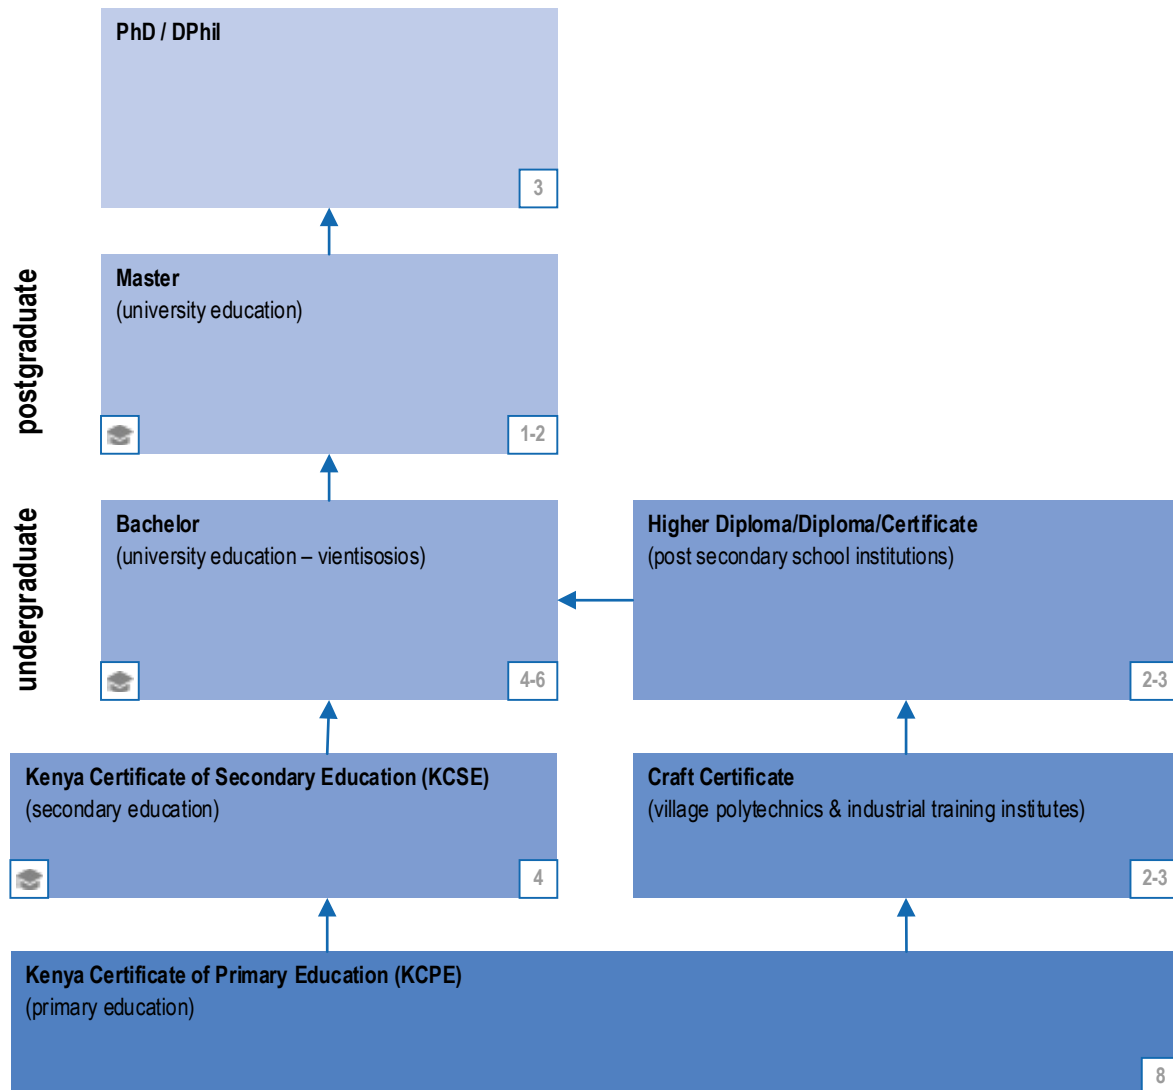 PhD / DPhil
3
postgraduate
Master
(university education)
1-2
undergraduate
Bachelor
(university education – vientisosios)
4-6
Higher Diploma/Diploma/Certificate
(post secondary school institutions)
2-3
Kenya Certificate of Secondary Education (KCSE)
(secondary education)
4
Craft Certificate
(village polytechnics & industrial training institutes)
2-3
Kenya Certificate of Primary Education (KCPE)
(primary education)
8